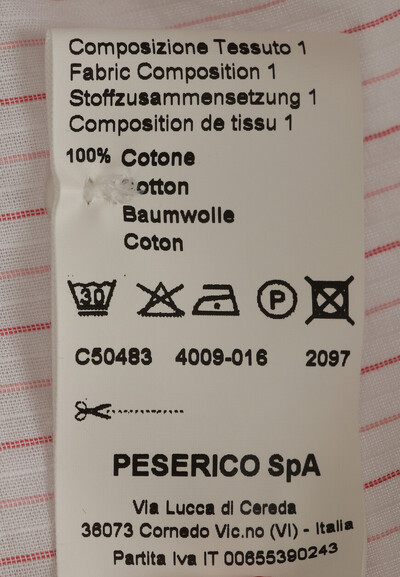 Composizione Tessuto 1
Fabric Composition 1
Stoffzusammensetzung 1
Composition de tissu 1
100% Cotone
otton
Baumwolle
Coton
30 P
C50483 4009-016 2097
PESERICO SpA
Via Lucca di Cereda
36073 Cornedo Vic.no (VI) - Italia
Partita Iva IT 00655390243